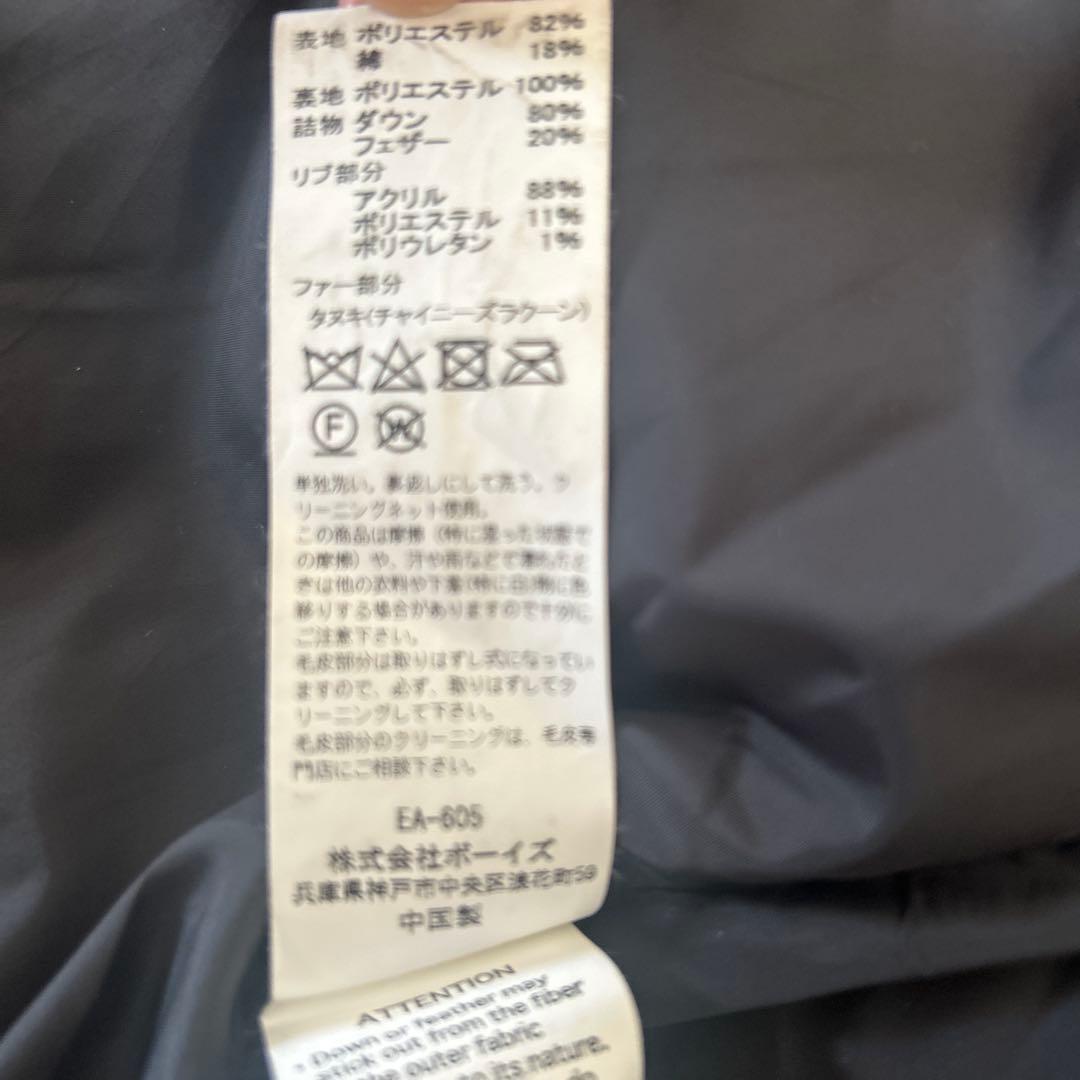 表地 ポリエステル 82%
綿 18%
裏地 ポリエステル 100%
詰物 ダウン 80%
フェザー 20%
リブ部分
アクリル 88%
ポリエステル 11%
ポリウレタン 1%
ファー部分
タヌキ(チャイニーズラクーン)
F
W
単独洗い。裏返しにして洗う。ク
リーニングネット使用。
この商品は摩擦（特に湿った状態で
の摩擦）や、汗や雨などで濡れたと
きは他の衣料や下着(特に白)物に色
移りする場合がありますので十分に
ご注意下さい。
毛皮部分は取りはずし式になってい
ますので、必ず、取りはずしてク
リーニングして下さい。
毛皮部分のクリーニングは、毛皮専
門店にご相談下さい。
EA-605
株式会社ボーイズ
兵庫県神戸市中央区浪花町59
中国製
ATTENTION
• Down or feather may
stick out from the fiber
the outer fabric
to its nature.